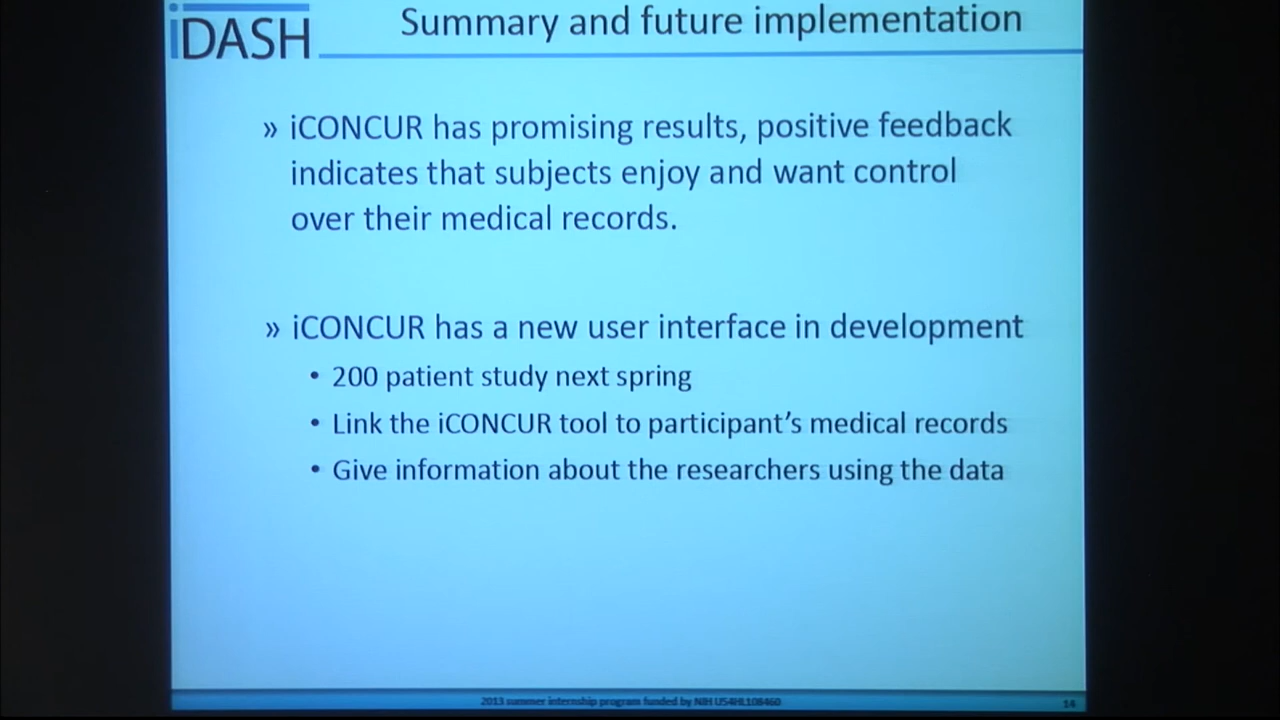 iDASH
Summary and future implementation
» iCONCUR has promising results, positive feedback
indicates that subjects enjoy and want control
over their medical records.
» iCONCUR has a new user interface in development
• 200 patient study next spring
• Link the iCONCUR tool to participant's medical records
• Give information about the researchers using the data
2013 summer internship program funded by NIH U54HL108460
14